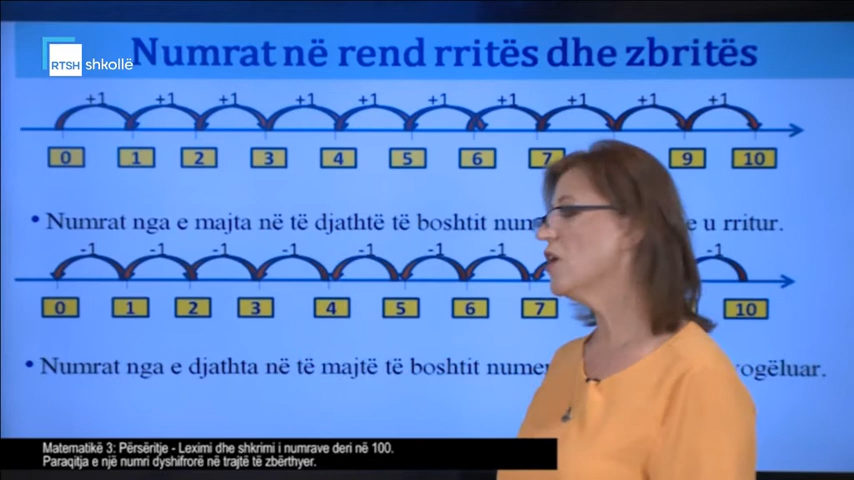 RTSH shkollë
Numrat në rend rritës dhe zbritës
+1 +1 +1 +1 +1 +1 +1 +1 +1 +1
0 1 2 3 4 5 6 7 9 10
• Numrat nga e majta në të djathtë të boshtit e u rritur.
-1 -1 -1 -1 -1 -1 -1 -1
0 1 2 3 4 5 6 7 10
• Numrat nga e djathta në të majtë të boshtit
Matematikë 3: Përsëritje - Leximi dhe shkrimi i numrave deri në 100.
Paraqitja e një numri dyshifrorë në trajtë të zbërthyer.